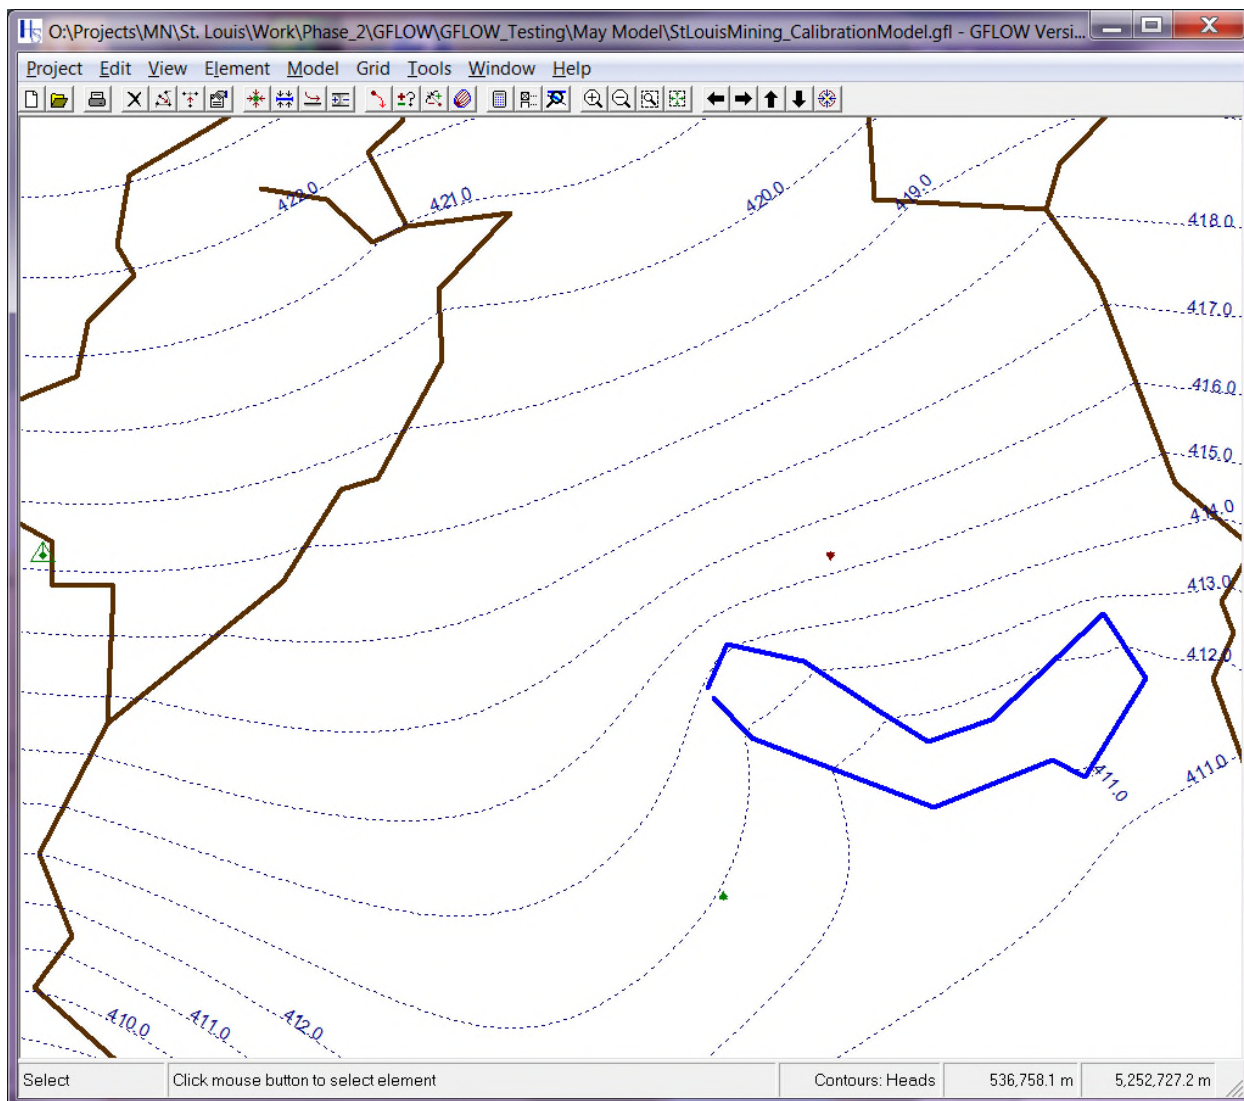 O:\Projects\MN\St. Louis\Work\Phase_2\GFLOW\GFLOW_Testing\May Model\StLouisMining_CalibrationModel.gfl - GFLOW Versi...
Project Edit View Element Model Grid Tools Window Help
422.0
421.0
420.0
419.0
418.0
417.0
416.0
415.0
414.0
413.0
412.0
411.0
411.0
410.0
411.0
412.0
Select
Click mouse button to select element
Contours: Heads
536,758.1 m
5,252,727.2 m